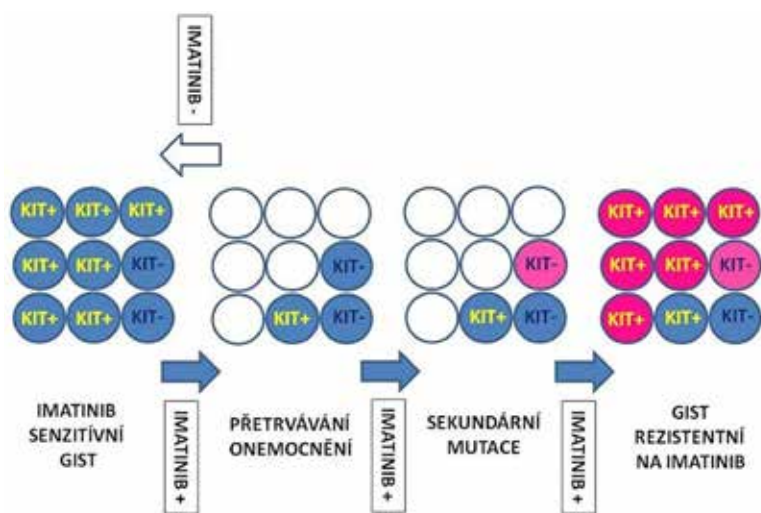 IMATINIB -
KIT+ KIT+ KIT+
KIT+ KIT+ KIT-
KIT+ KIT+ KIT-
KIT-
KIT+ KIT-
KIT-
KIT+ KIT-
KIT+ KIT+ KIT+
KIT+ KIT+ KIT-
KIT+ KIT+ KIT-
IMATINIB
SENZITÍVNÍ
GIST
IMATINIB +
PŘETRVÁVÁNÍ
ONEMOCNĚNÍ
IMATINIB +
SEKUNDÁRNÍ
MUTACE
IMATINIB +
GIST
REZISTENTNÍ
NA IMATINIB